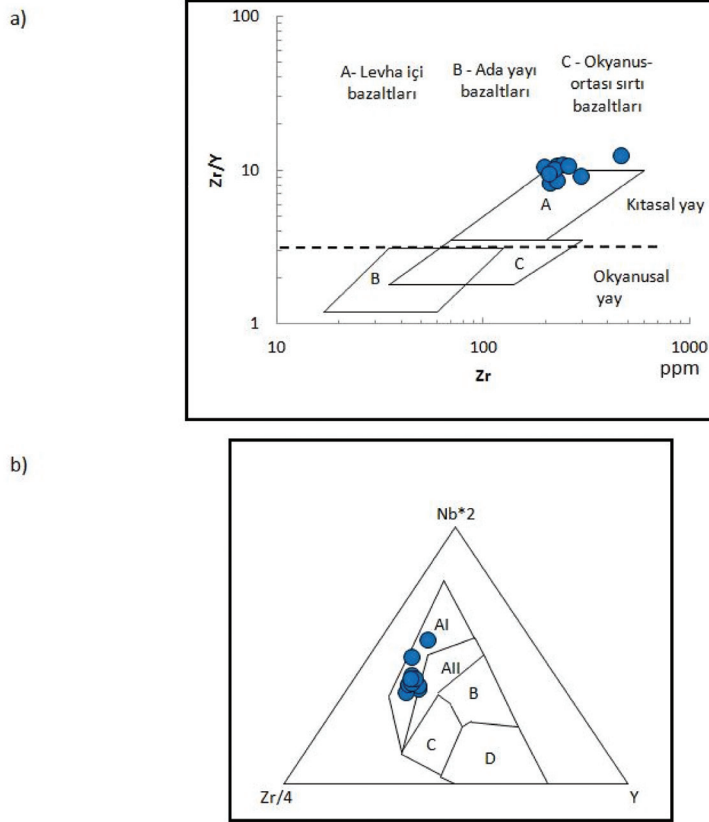 a)
Zr/Y
100
10
1
A- Levha içi
bazaltları
B - Ada yayı
bazaltları
C - Okyanus-
ortası sırtı
bazaltları
A
Kıtasal yay
B
C
Okyanusal
yay
10
100
1000
Zr
ppm
b)
Nb*2
AI
AII
B
C
D
Zr/4
Y